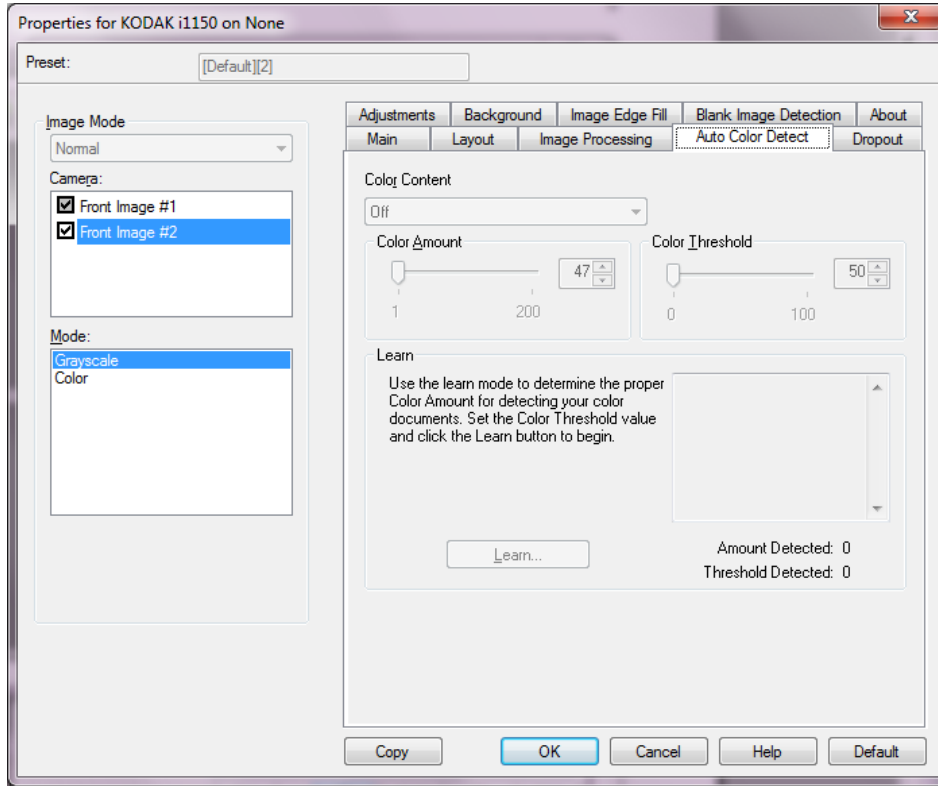 Properties for KODAK i1150 on None
Preset:
[Default][2]
Image Mode
Normal
Camera:
Front Image #1
Front Image #2
Mode:
Grayscale
Color
Adjustments Background Image Edge Fill Blank Image Detection About
Main Layout Image Processing Auto Color Detect Dropout
Color Content
Off
Color Amount
47
1 200
Color Threshold
50
0 100
Learn
Use the learn mode to determine the proper
Color Amount for detecting your color
documents. Set the Color Threshold value
and click the Learn button to begin.
Learn...
Amount Detected: 0
Threshold Detected: 0
Copy OK Cancel Help Default